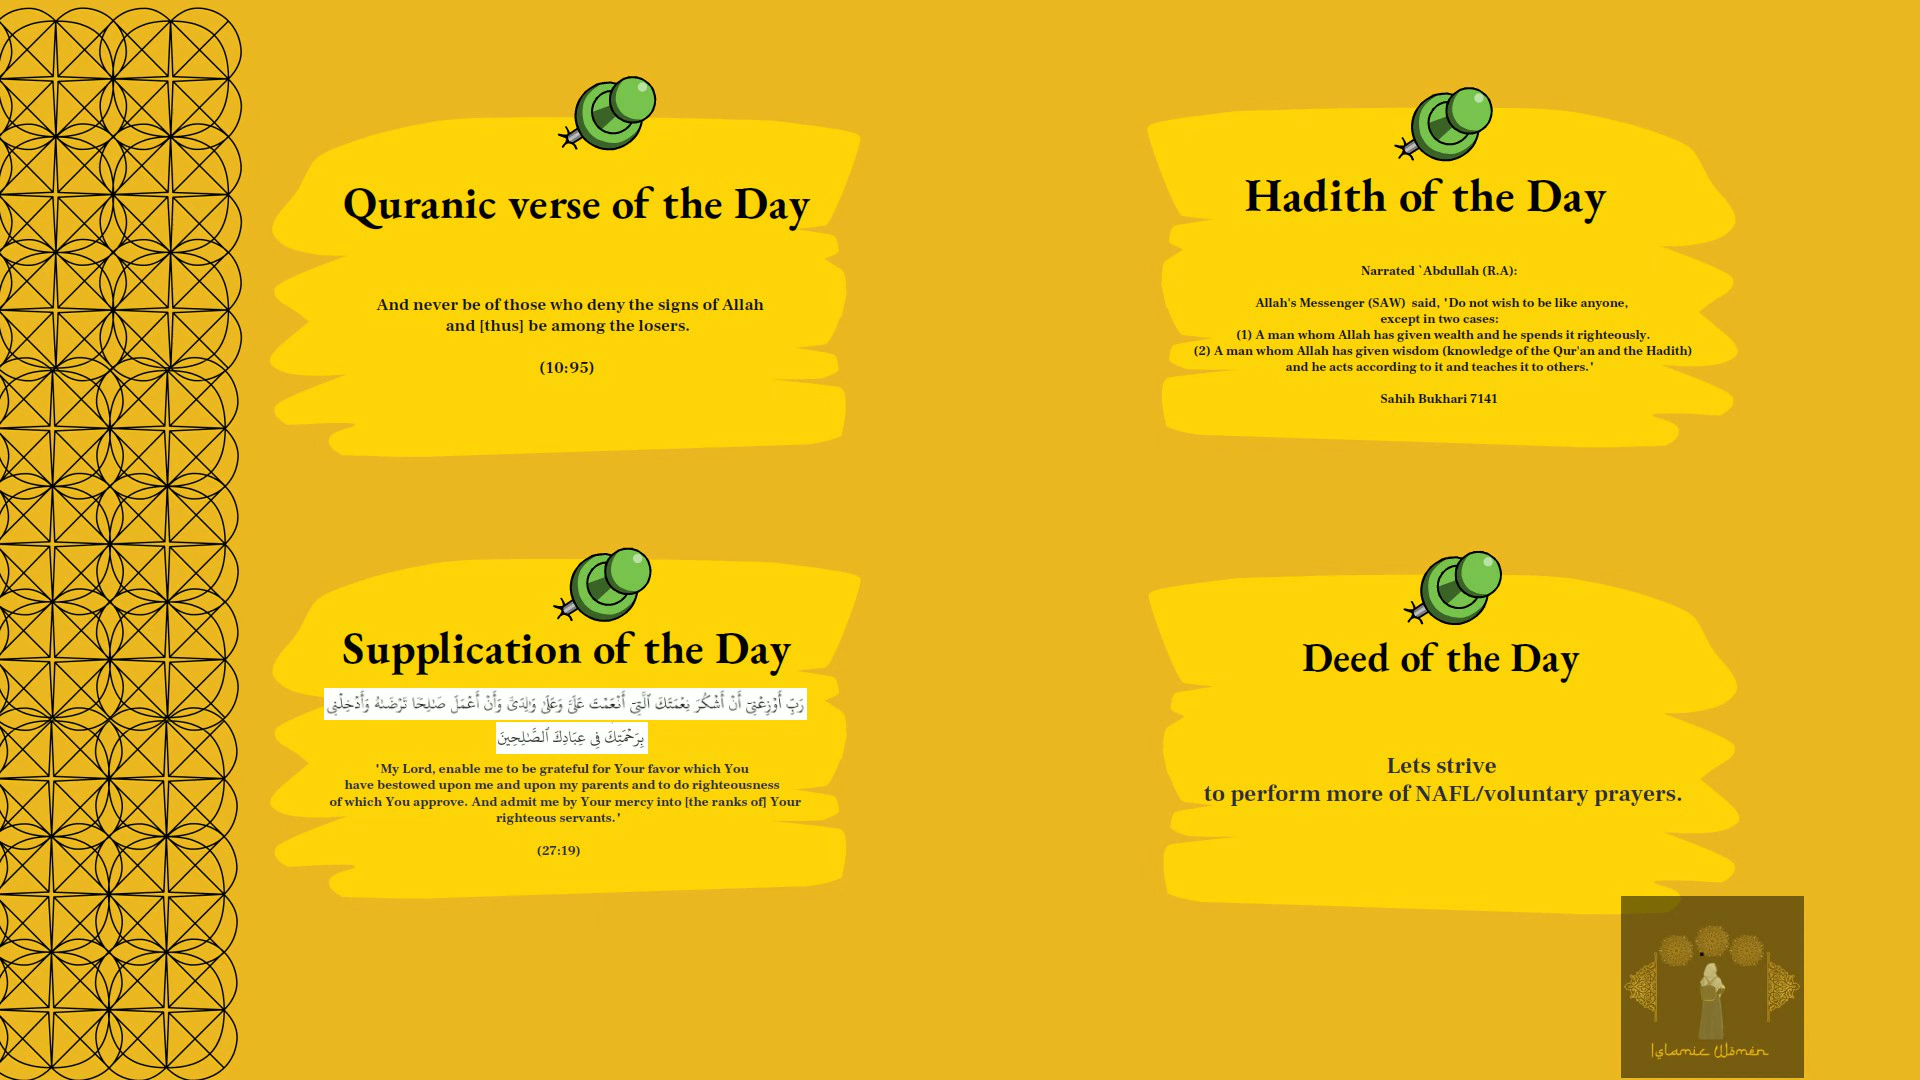 Quranic verse of the Day
And never be of those who deny the signs of Allah
and [thus] be among the losers.
(10:95)
Hadith of the Day
Narrated `Abdullah (R.A):
Allah's Messenger (SAW) said, 'Do not wish to be like anyone,
except in two cases:
(1) A man whom Allah has given wealth and he spends it righteously.
(2) A man whom Allah has given wisdom (knowledge of the Qur'an and the Hadith)
and he acts according to it and teaches it to others.'
Sahih Bukhari 7141
Supplication of the Day
رَبِّ أَوْزِعْنِىٓ أَنْ أَشْكُرَ نِعْمَتَكَ ٱلَّتِىٓ أَنْعَمْتَ عَلَىَّ وَعَلَىٰ وَٰلِدَىَّ وَأَنْ أَعْمَلَ صَـٰلِحًا تَرْضَىٰهُ وَأَدْخِلْنِى
بِرَحْمَتِكَ فِى عِبَادِكَ ٱلصَّـٰلِحِينَ
'My Lord, enable me to be grateful for Your favor which You
have bestowed upon me and upon my parents and to do righteousness
of which You approve. And admit me by Your mercy into [the ranks of] Your
righteous servants.'
(27:19)
Deed of the Day
Lets strive
to perform more of NAFL/voluntary prayers.
Islamic Women